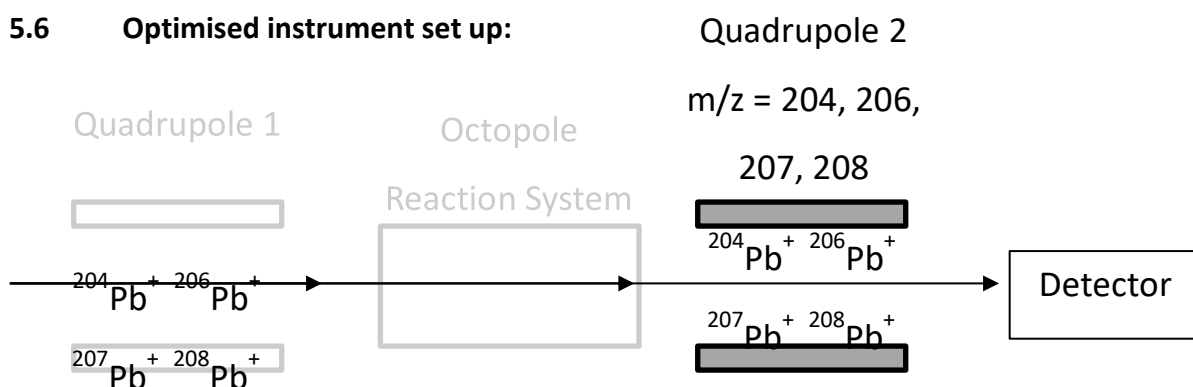 5.6 Optimised instrument set up:
Quadrupole 2
m/z = 204, 206,
207, 208
Quadrupole 1
Octopole
Reaction System
²⁰⁴Pb⁺ ²⁰⁶Pb⁺
²⁰⁷Pb⁺ ²⁰⁸Pb⁺
²⁰⁴Pb⁺ ²⁰⁶Pb⁺
²⁰⁷Pb⁺ ²⁰⁸Pb⁺
Detector